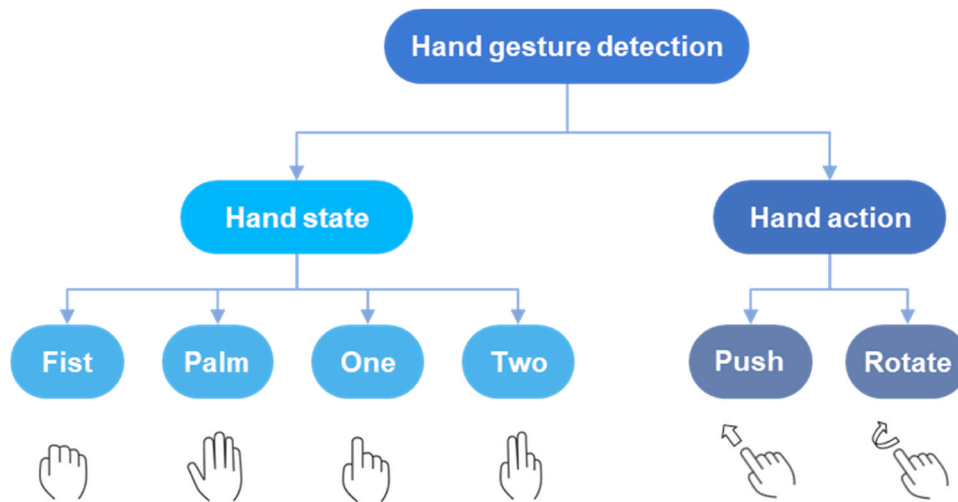 Hand gesture detection
Hand state
Hand action
Fist
Palm
One
Two
Push
Rotate